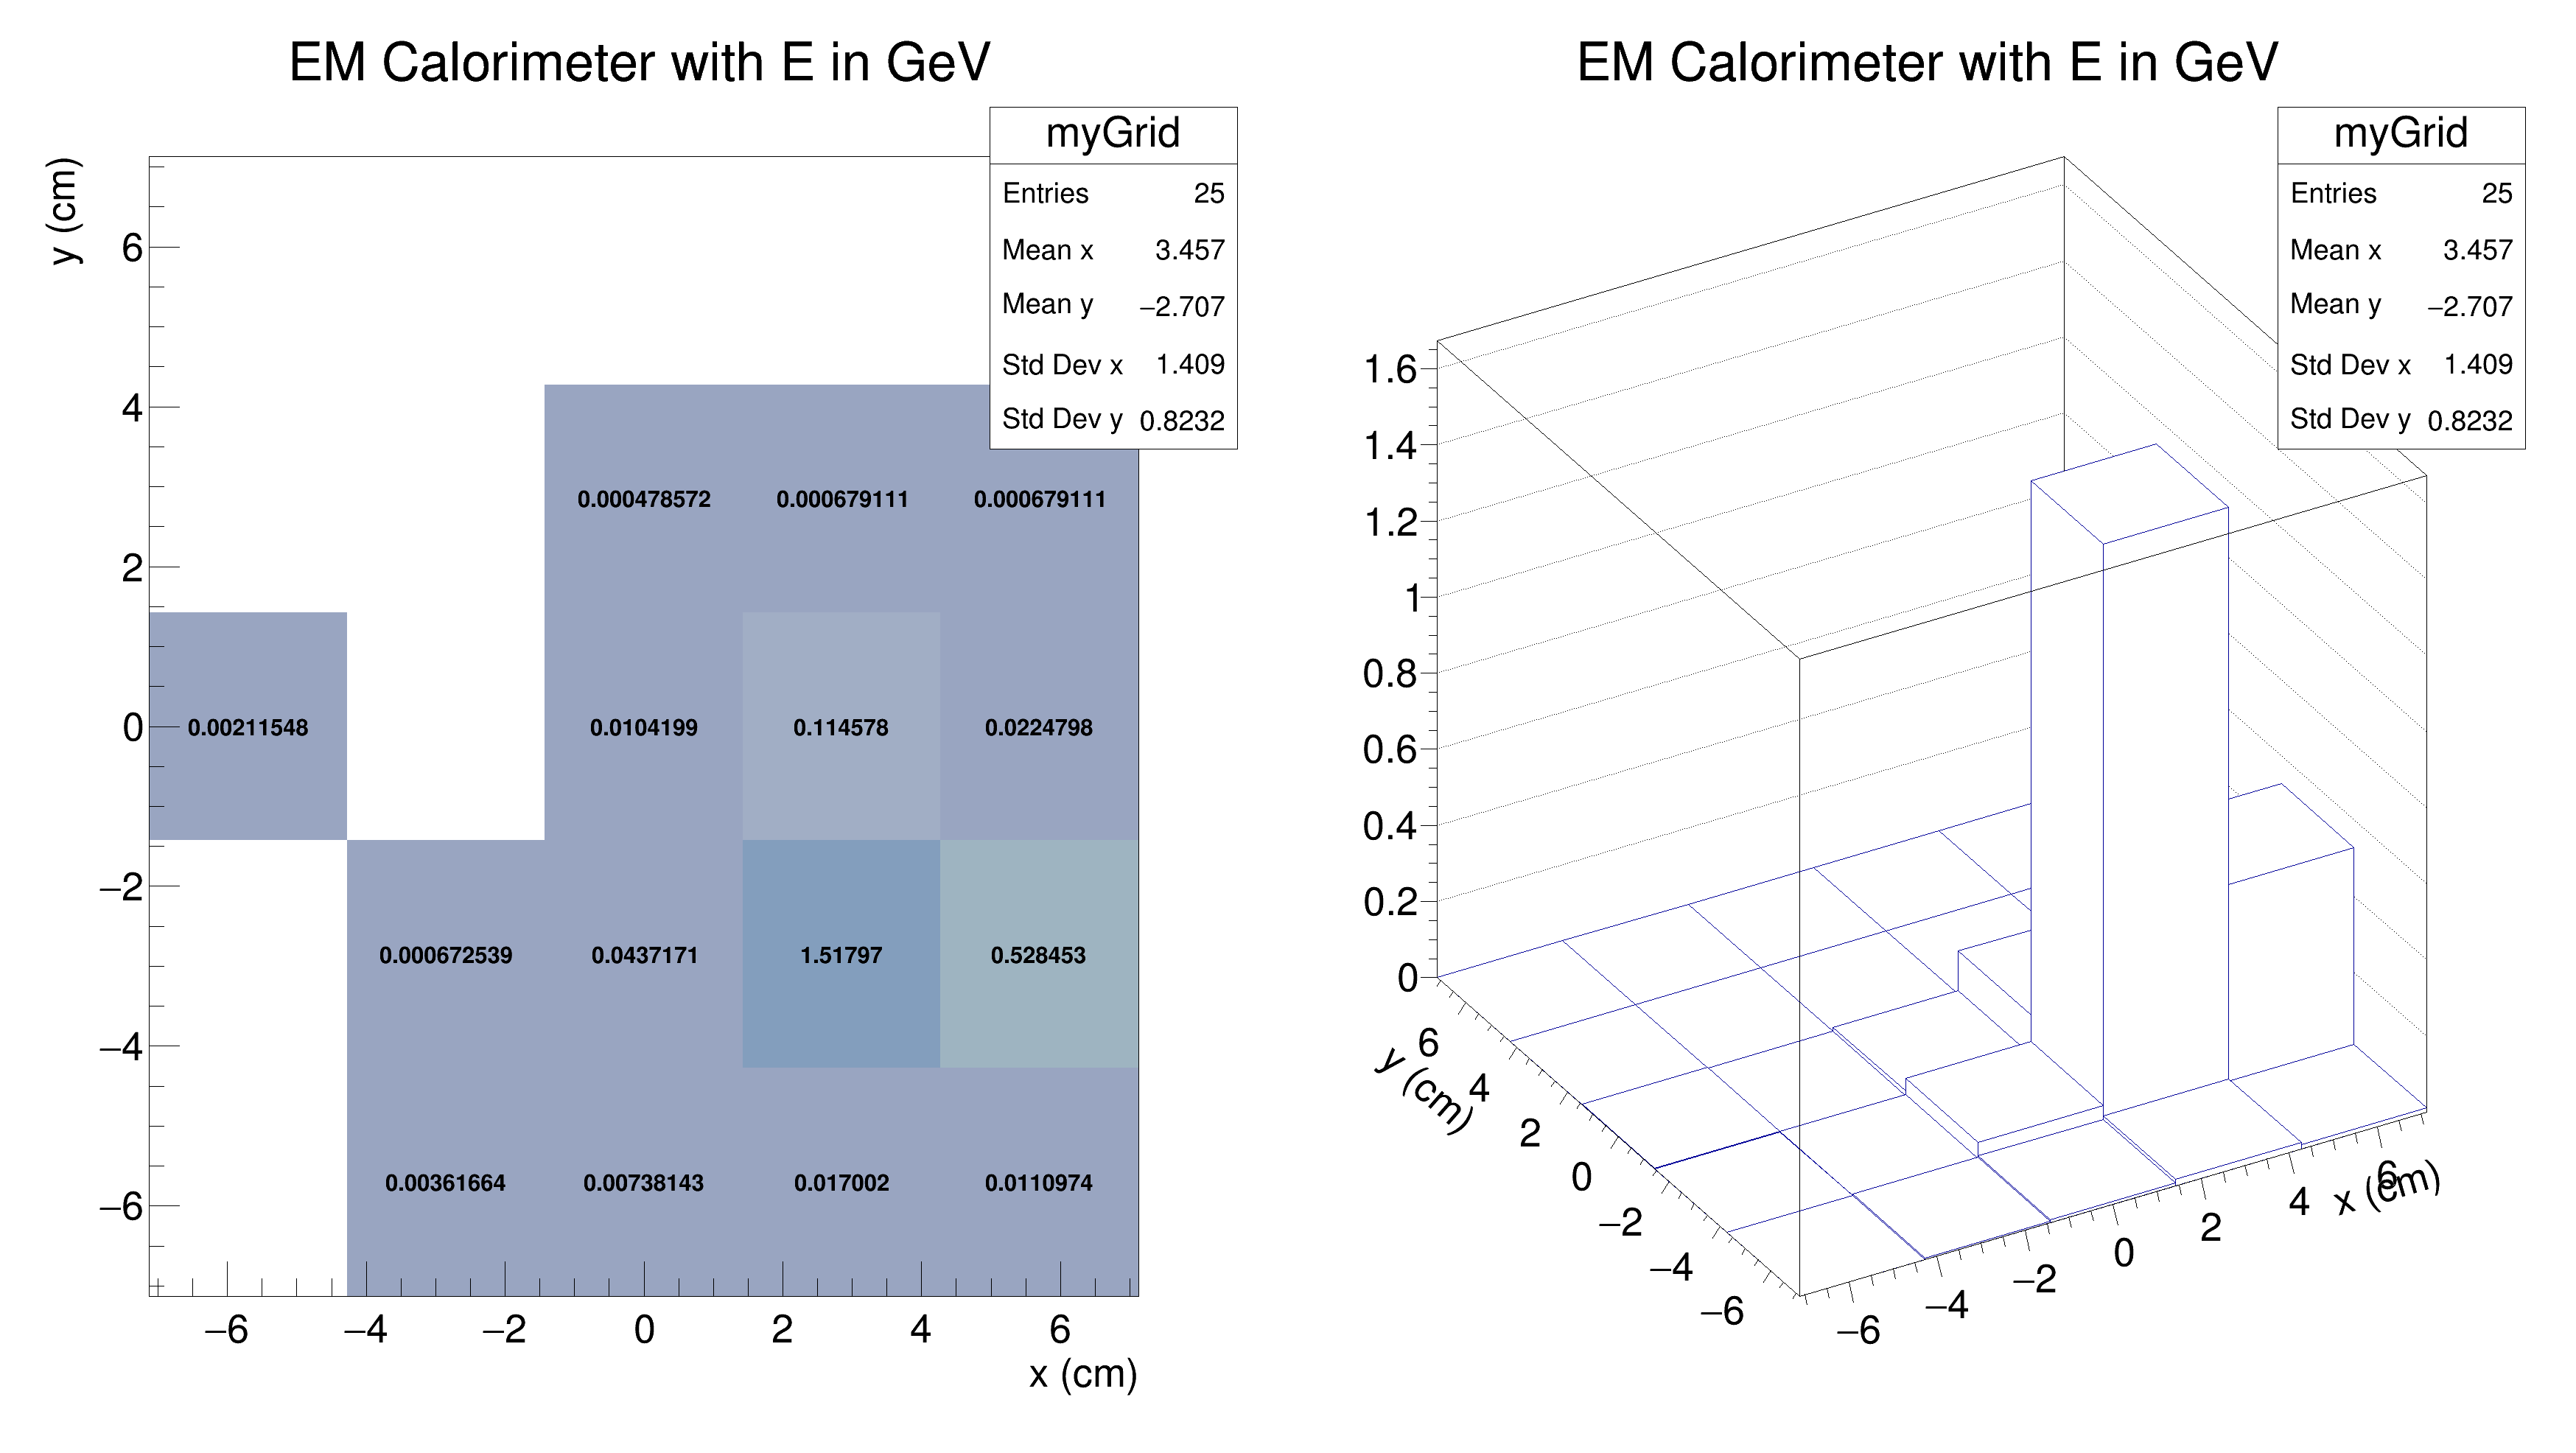 EM Calorimeter with E in GeV
myGrid
Entries 25
Mean x 3.457
Mean y −2.707
Std Dev x 1.409
Std Dev y 0.8232
y (cm)
6
4
2
0
−2
−4
−6
0.000478572 0.000679111 0.000679111
0.00211548 0.0104199 0.114578 0.0224798
0.000672539 0.0437171 1.51797 0.528453
0.00361664 0.00738143 0.017002 0.0110974
−6 −4 −2 0 2 4 6
x (cm)
EM Calorimeter with E in GeV
myGrid
Entries 25
Mean x 3.457
Mean y −2.707
Std Dev x 1.409
Std Dev y 0.8232
1.6
1.4
1.2
1
0.8
0.6
0.4
0.2
0
y (cm)
6
4
2
0
−2
−4
−6
−6 −4 −2 0 2 4 6
x (cm)